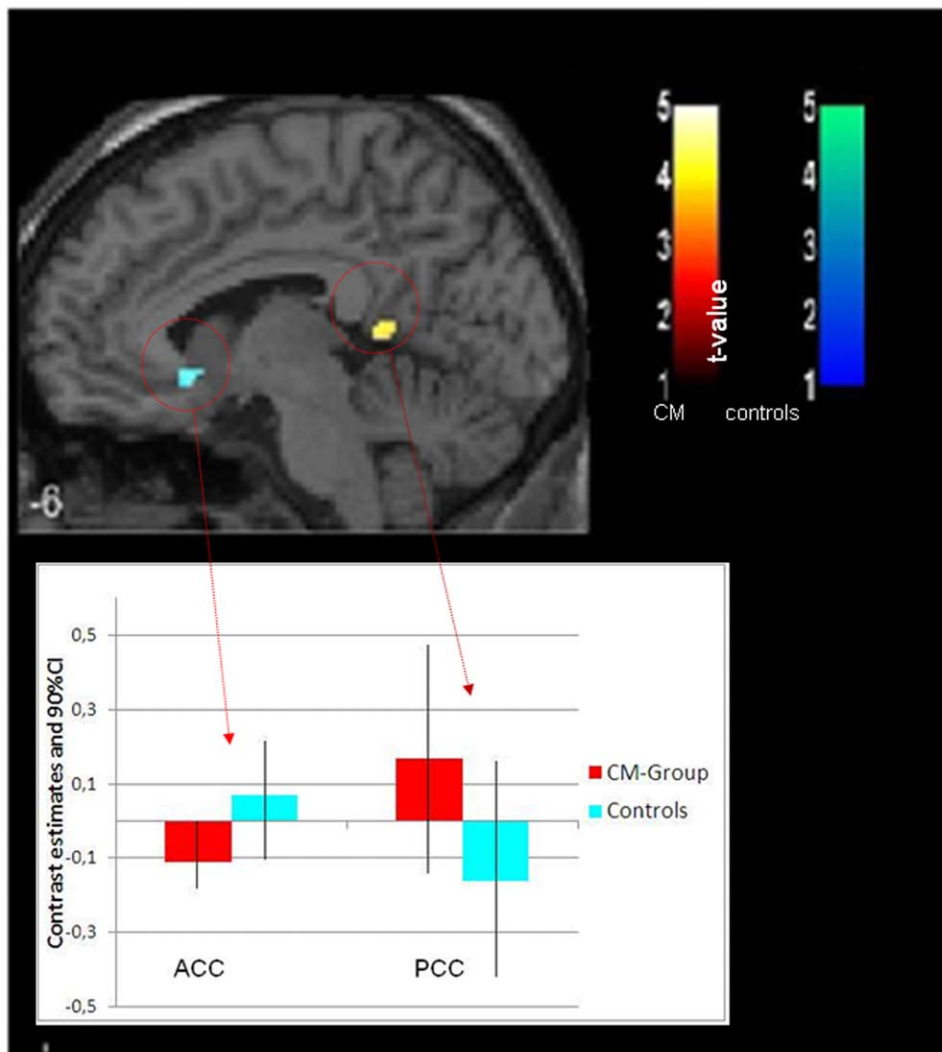 5
4
3
2
1
t-value
5
4
3
2
1
CM controls
-6
Contrast estimates and 90%CI
0,5
0,3
0,1
-0,1
-0,3
-0,5
ACC PCC
CM-Group
Controls